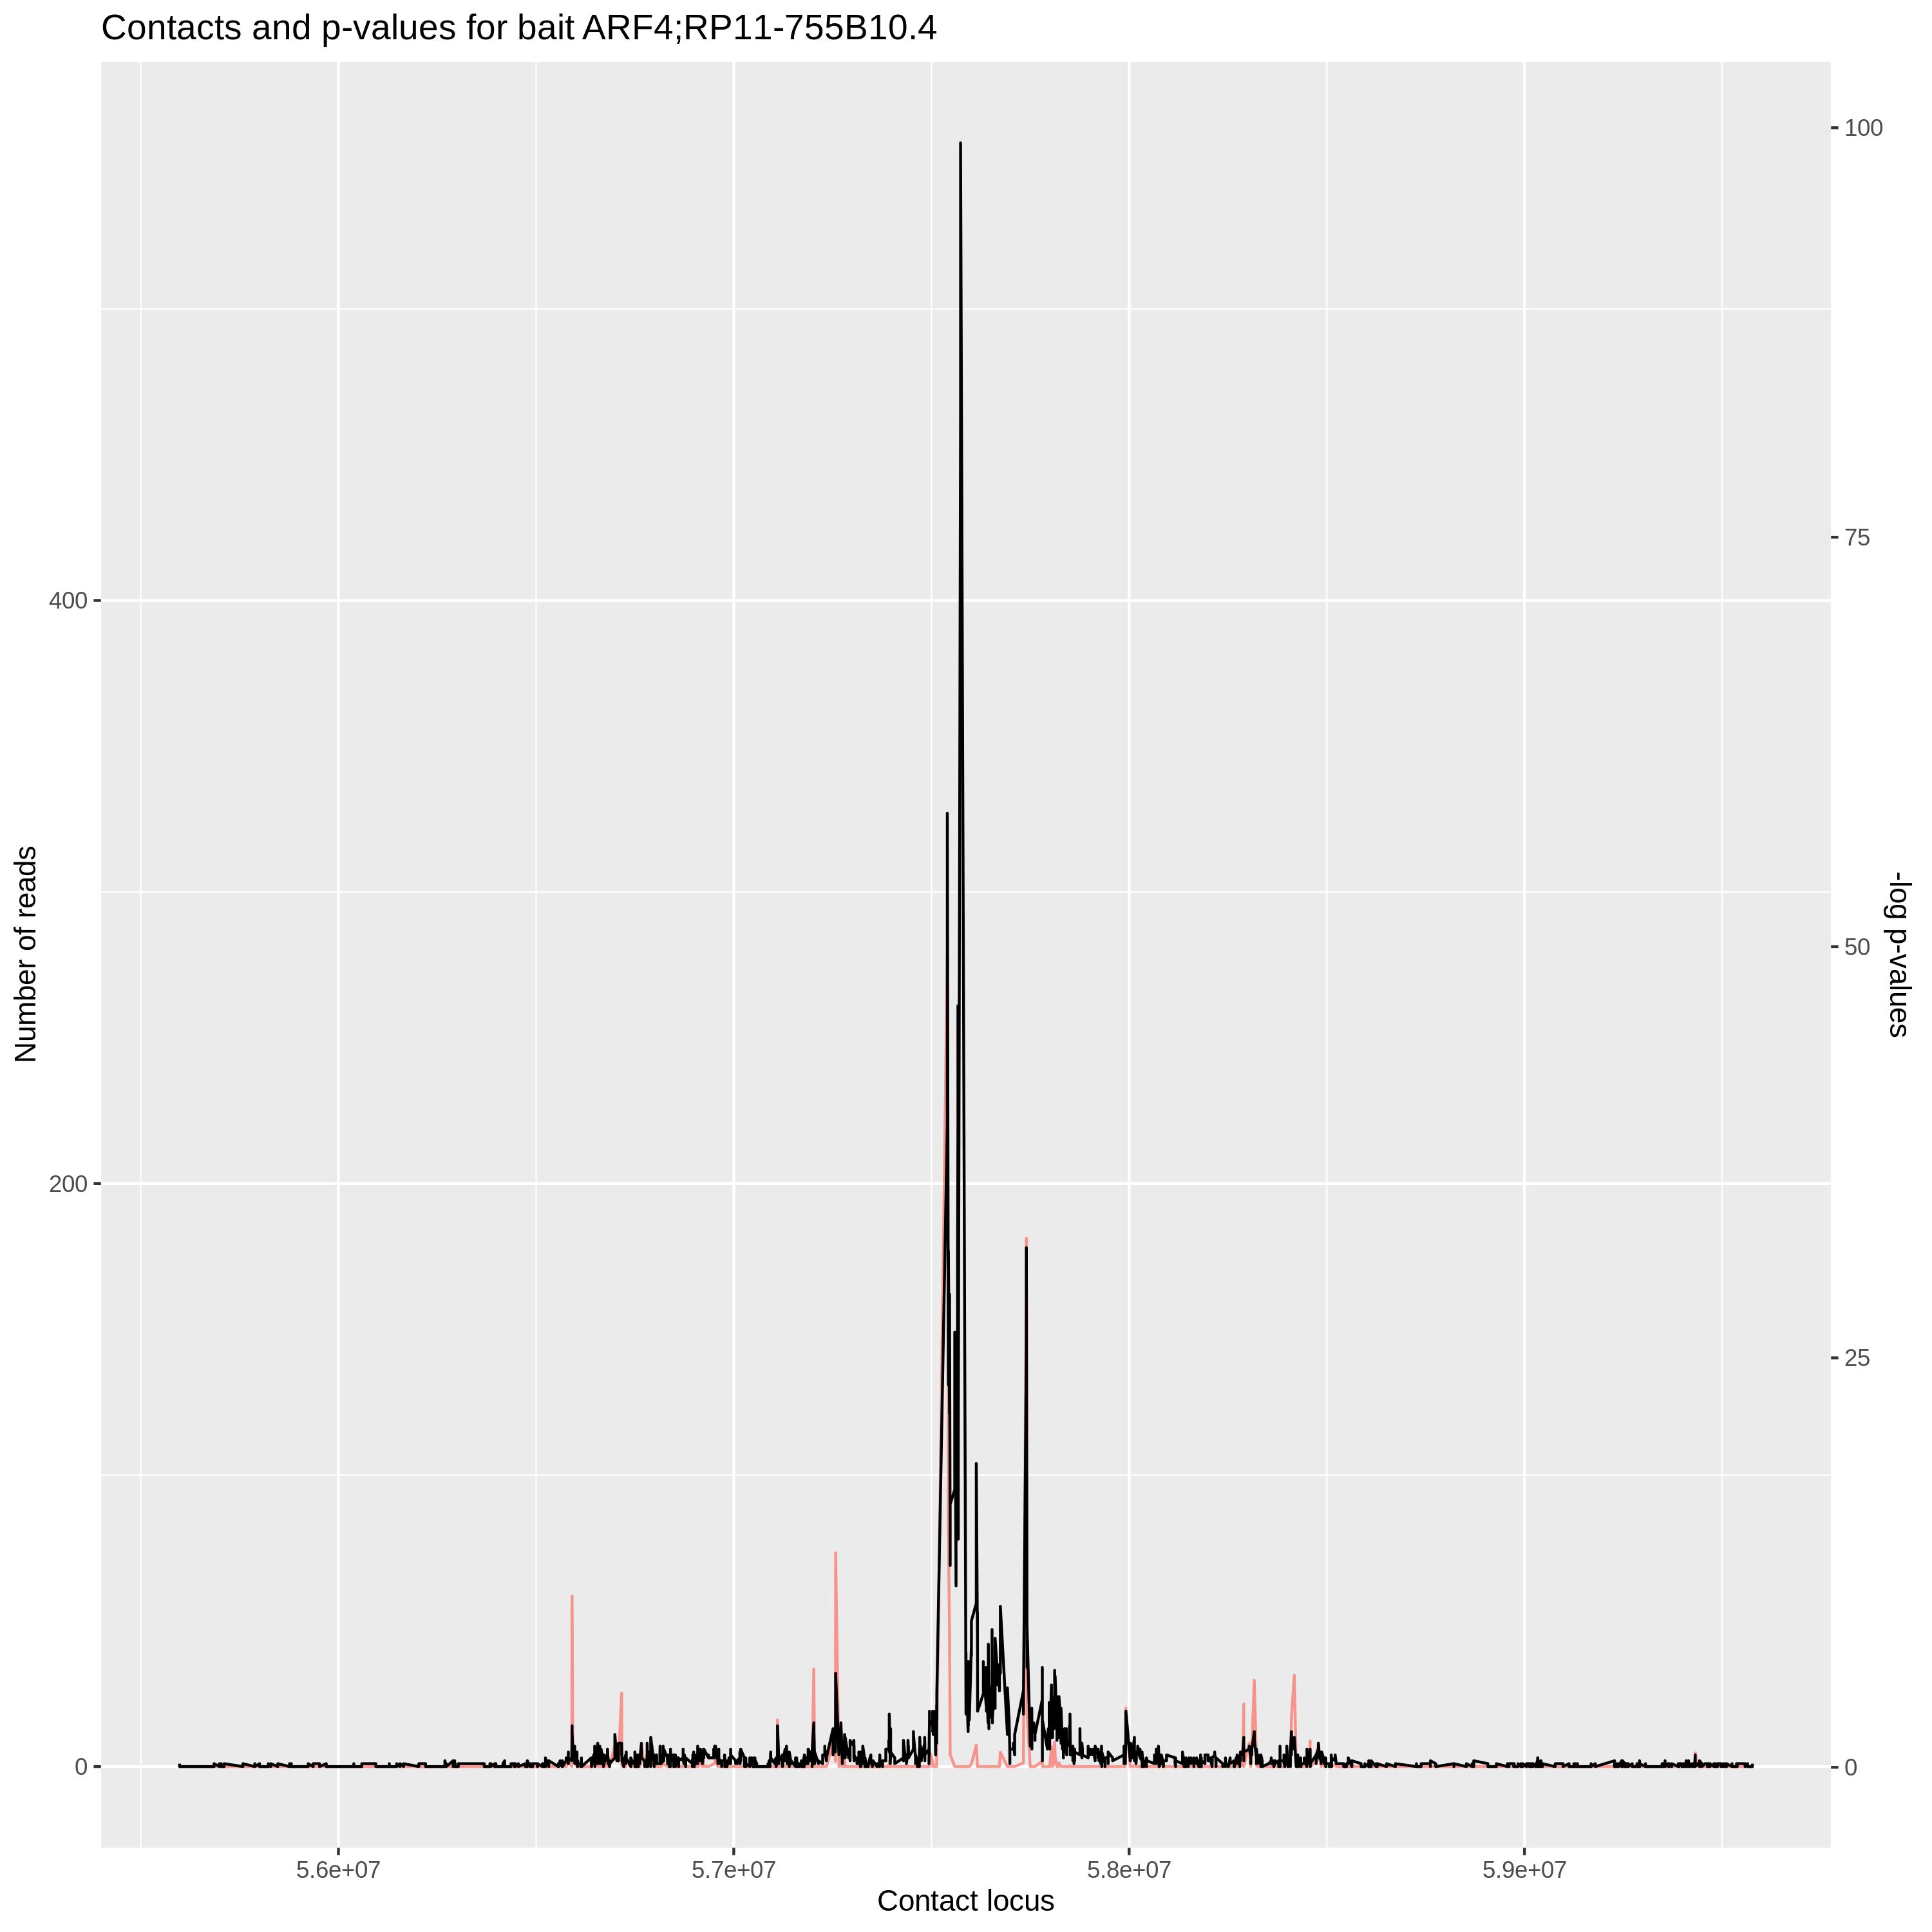 Contacts and p-values for bait ARF4;RP11-755B10.4
100
75
400
50
Number of reads
-log p-values
25
200
0
0
5.6e+07
5.7e+07
5.8e+07
5.9e+07
Contact locus